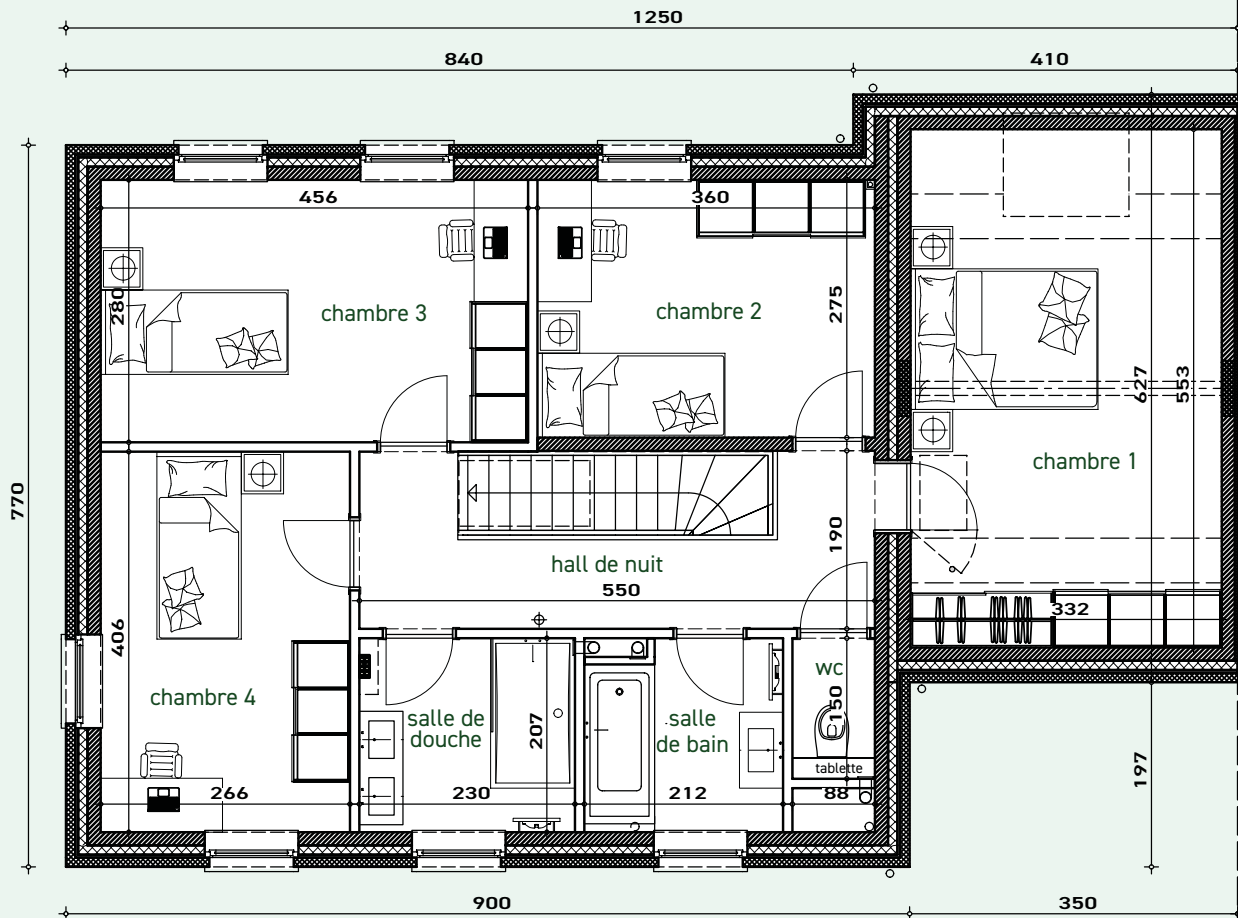 1250
840
410
456
360
280
chambre 3
chambre 2
275
627
553
chambre 1
770
190
hall de nuit
550
406
332
wc
chambre 4
salle de
douche
207
salle
de bain
150
tablette
197
266
230
212
88
900
350